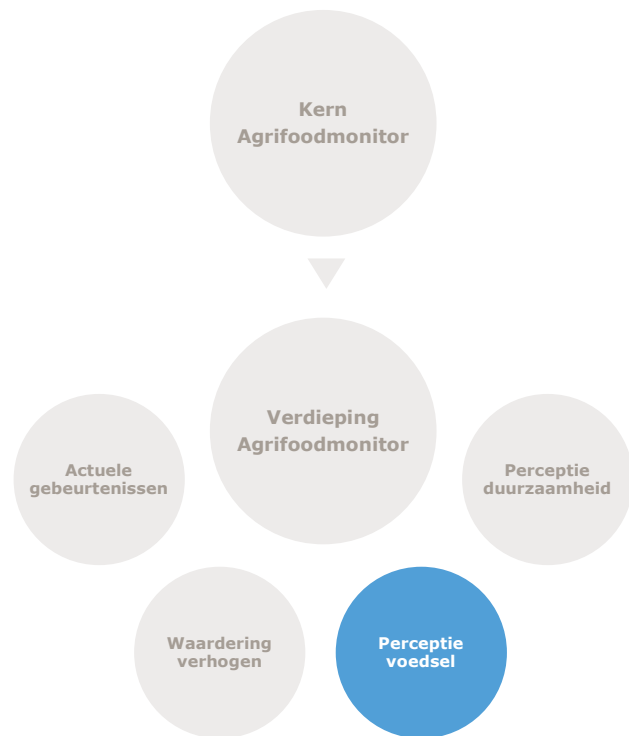 Kern
Agrifoodmonitor
Verdieping
Agrifoodmonitor
Actuele
gebeurtenissen
Perceptie
duurzaamheid
Waardering
verhogen
Perceptie
voedsel